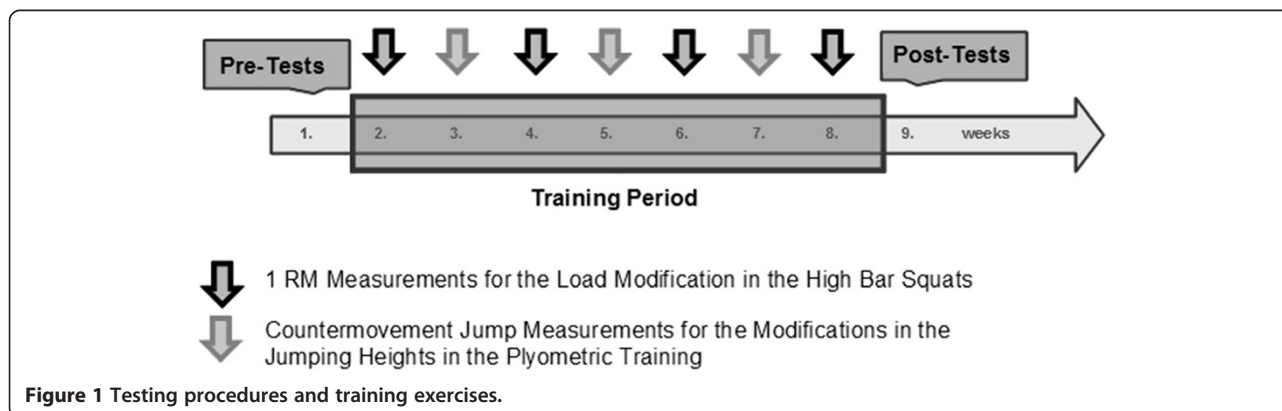 Pre-Tests
Post-Tests
1. 2. 3. 4. 5. 6. 7. 8. 9. weeks
Training Period
1 RM Measurements for the Load Modification in the High Bar Squats
Countermovement Jump Measurements for the Modifications in the
Jumping Heights in the Plyometric Training
Figure 1 Testing procedures and training exercises.